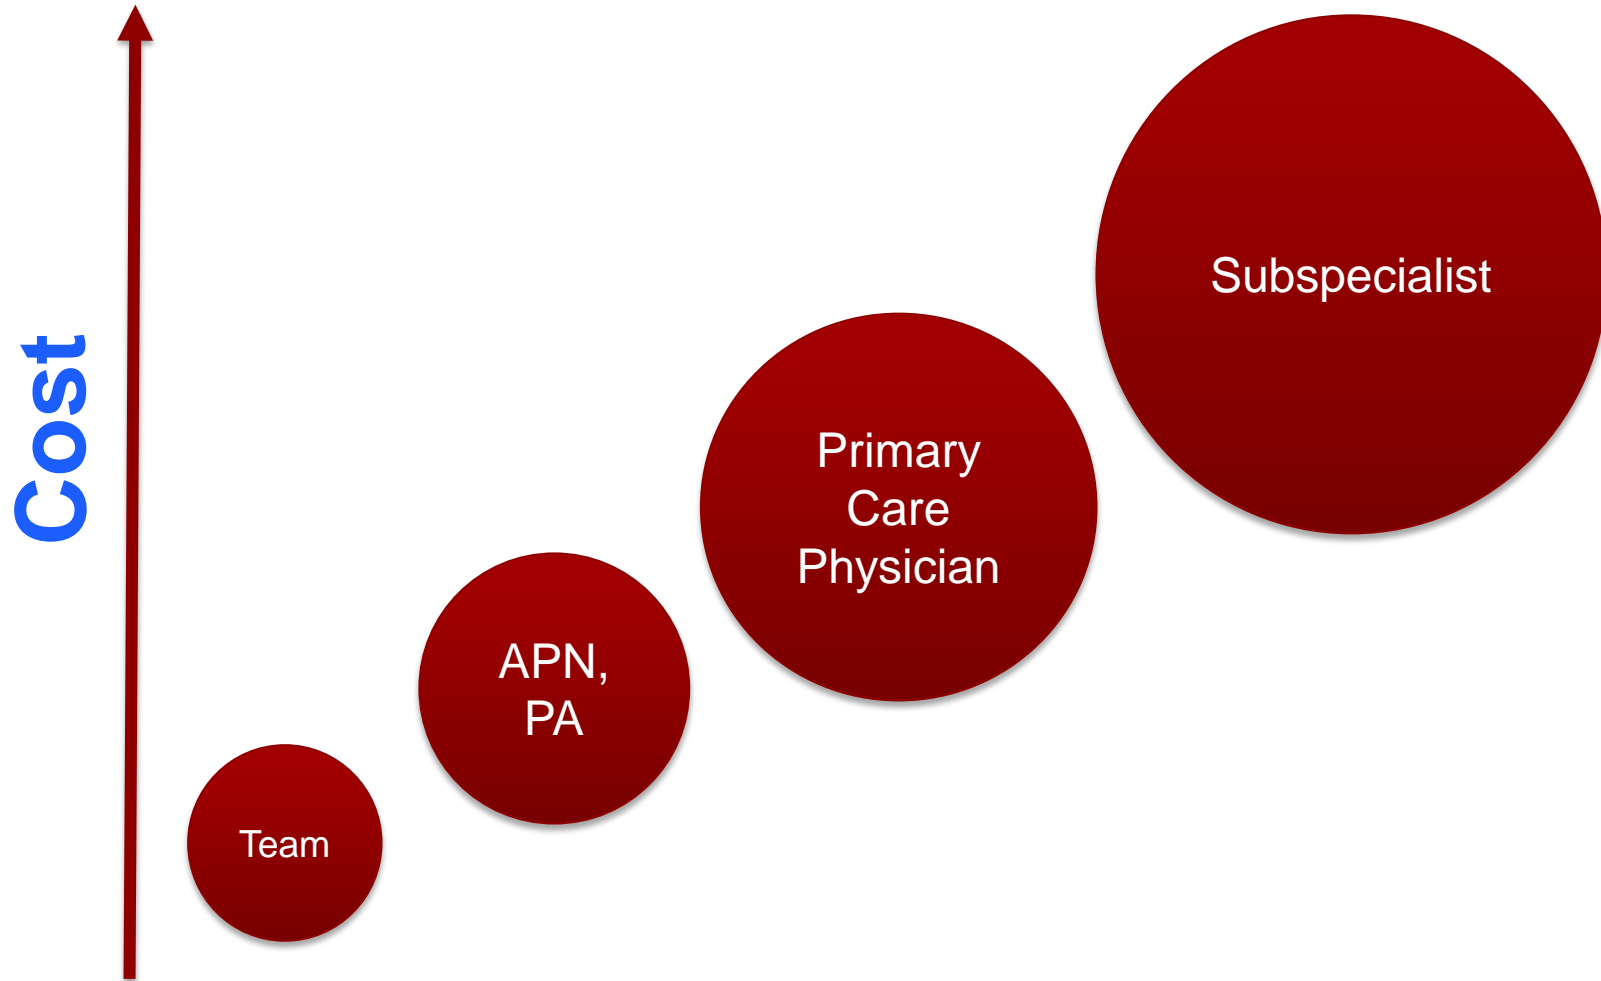 Cost
Subspecialist
Primary
Care
Physician
APN,
PA
Team